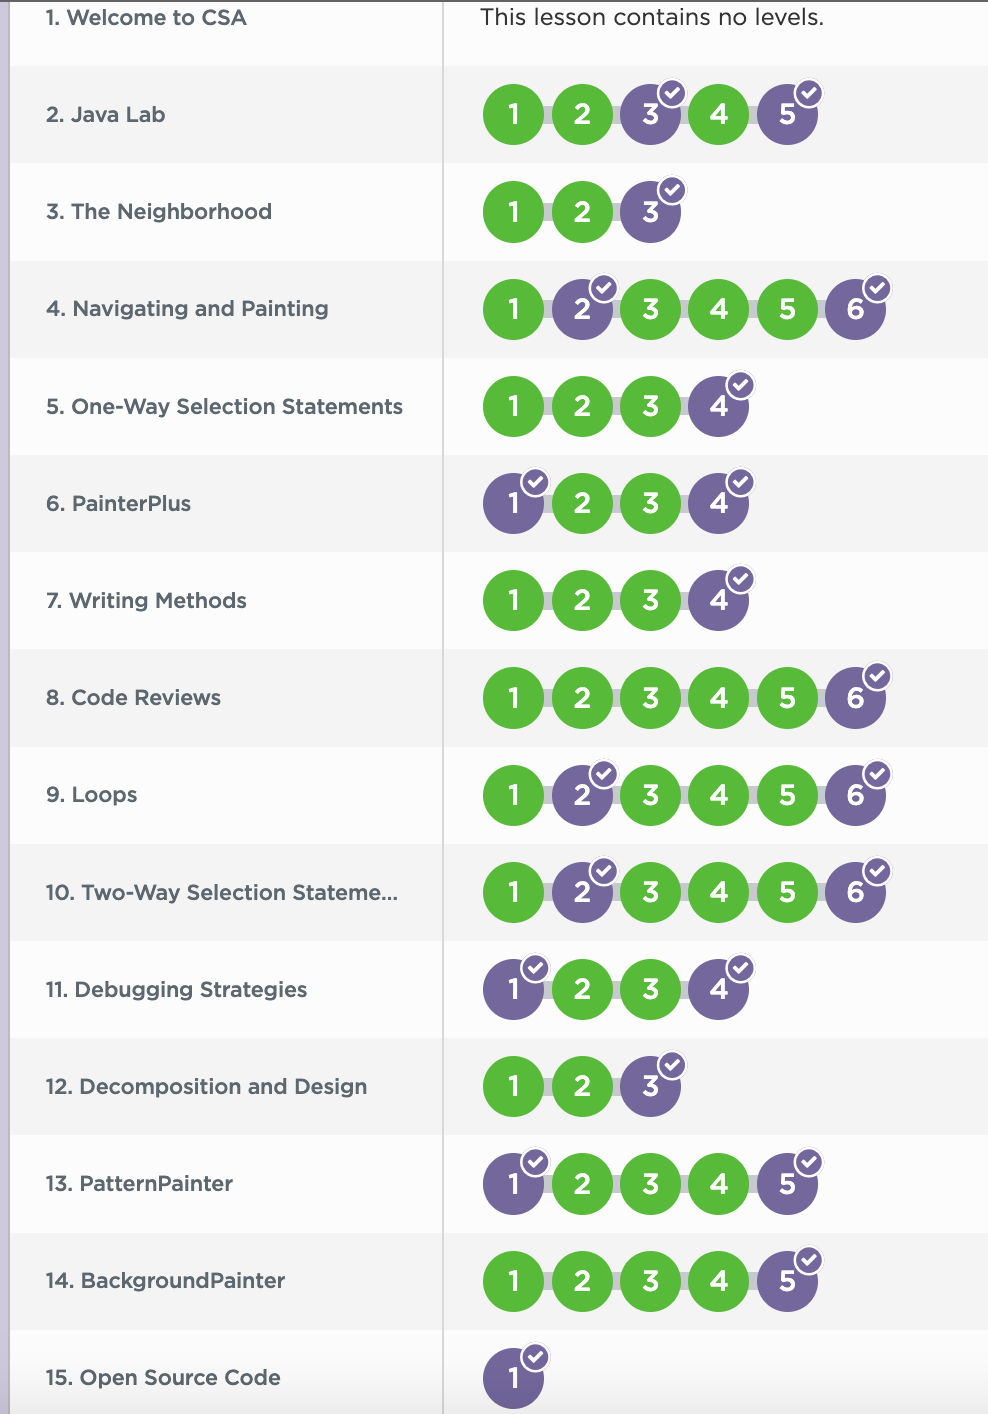 1. Welcome to CSA
This lesson contains no levels.
2. Java Lab
1 2 3 4 5
3. The Neighborhood
1 2 3
4. Navigating and Painting
1 2 3 4 5 6
5. One-Way Selection Statements
1 2 3 4
6. PainterPlus
1 2 3 4
7. Writing Methods
1 2 3 4
8. Code Reviews
1 2 3 4 5 6
9. Loops
1 2 3 4 5 6
10. Two-Way Selection Stateme...
1 2 3 4 5 6
11. Debugging Strategies
1 2 3 4
12. Decomposition and Design
1 2 3
13. PatternPainter
1 2 3 4 5
14. BackgroundPainter
1 2 3 4 5
15. Open Source Code
1